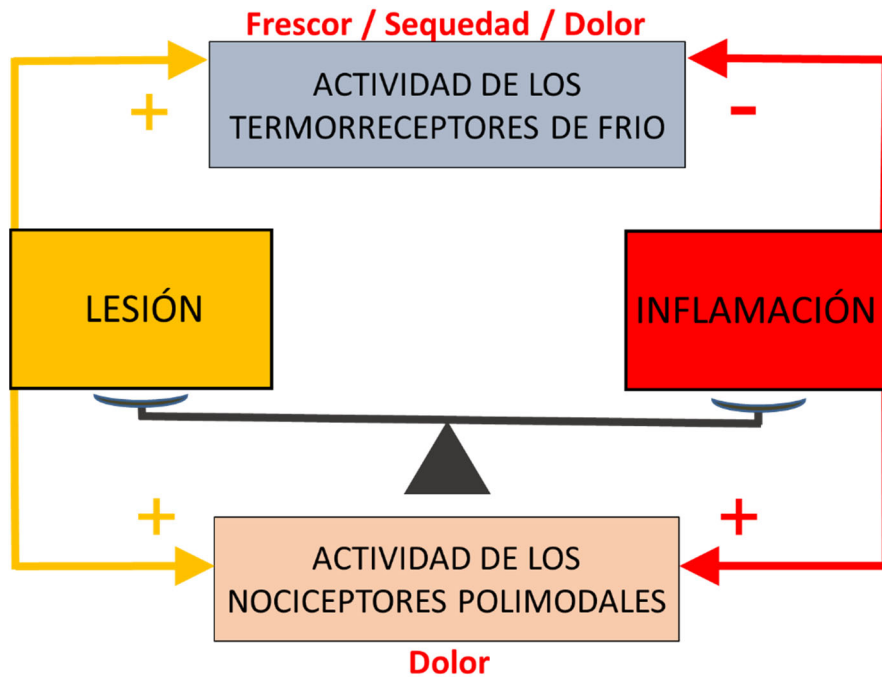 Frescor / Sequedad / Dolor
ACTIVIDAD DE LOS
TERMORRECEPTORES DE FRIO
+
-
LESIÓN
INFLAMACIÓN
+
+
ACTIVIDAD DE LOS
NOCICEPTORES POLIMODALES
Dolor